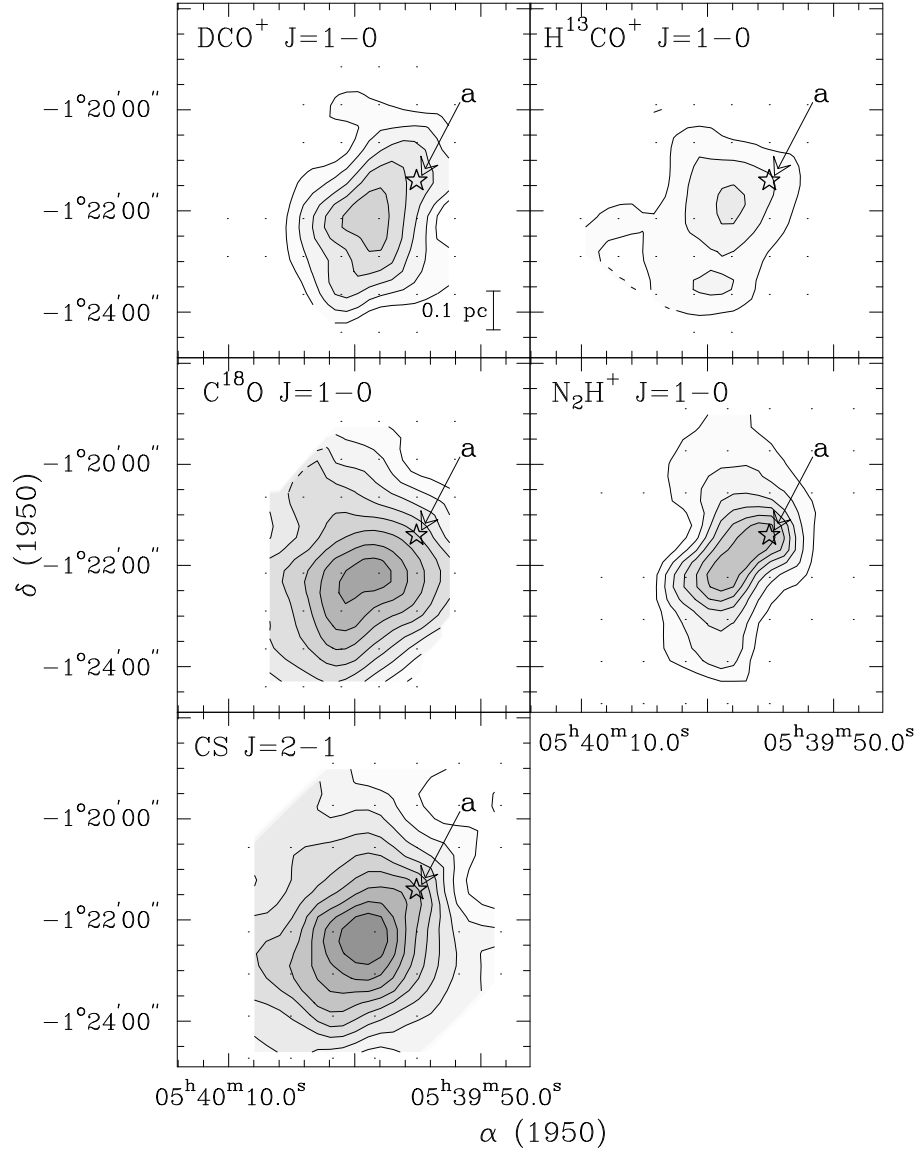 DCO⁺ J=1−0
H¹³CO⁺ J=1−0
a
a
−1°20′00″
−1°22′00″
−1°24′00″
0.1 pc
C¹⁸O J=1−0
N₂H⁺ J=1−0
a
a
−1°20′00″
−1°22′00″
−1°24′00″
δ (1950)
05ʰ40ᵐ10.0ˢ
05ʰ39ᵐ50.0ˢ
CS J=2−1
a
−1°20′00″
−1°22′00″
−1°24′00″
05ʰ40ᵐ10.0ˢ
05ʰ39ᵐ50.0ˢ
α (1950)